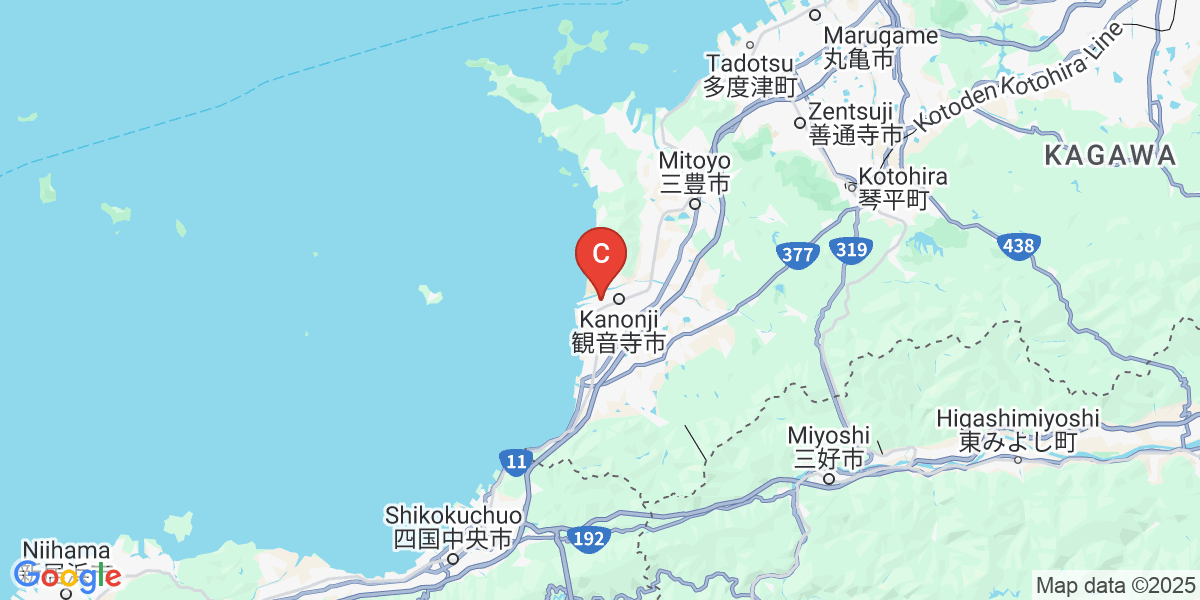 Marugame
丸亀市
Tadotsu
多度津町
Kotoden Kotohira Line
Zentsuji
善通寺市
KAGAWA
Mitoyo
三豊市
Kotohira
琴平町
377
319
438
C
Kanonji
観音寺市
Higashimiyoshi
東みよし町
Miyoshi
三好市
11
Shikokuchuo
四国中央市
192
Niihama
Google
Map data ©2025